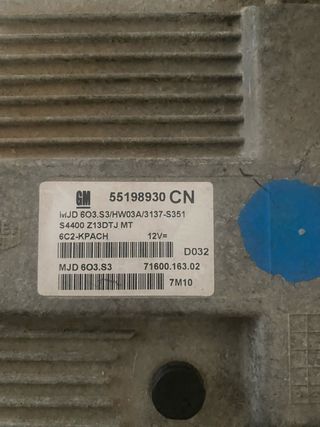 GM 55198930 CN
MJD 6O3.S3/HW03A/3137-S351
S4400 Z13DTJ MT
6C2-KPACH 12V=
D032
MJD 6O3.S3 71600.163.02
7M10